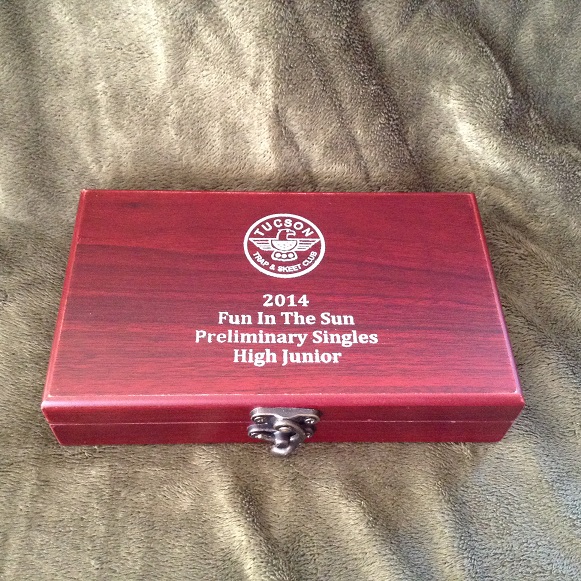 TUCSON
TRAP & SKEET CLUB
2014
Fun In The Sun
Preliminary Singles
High Junior